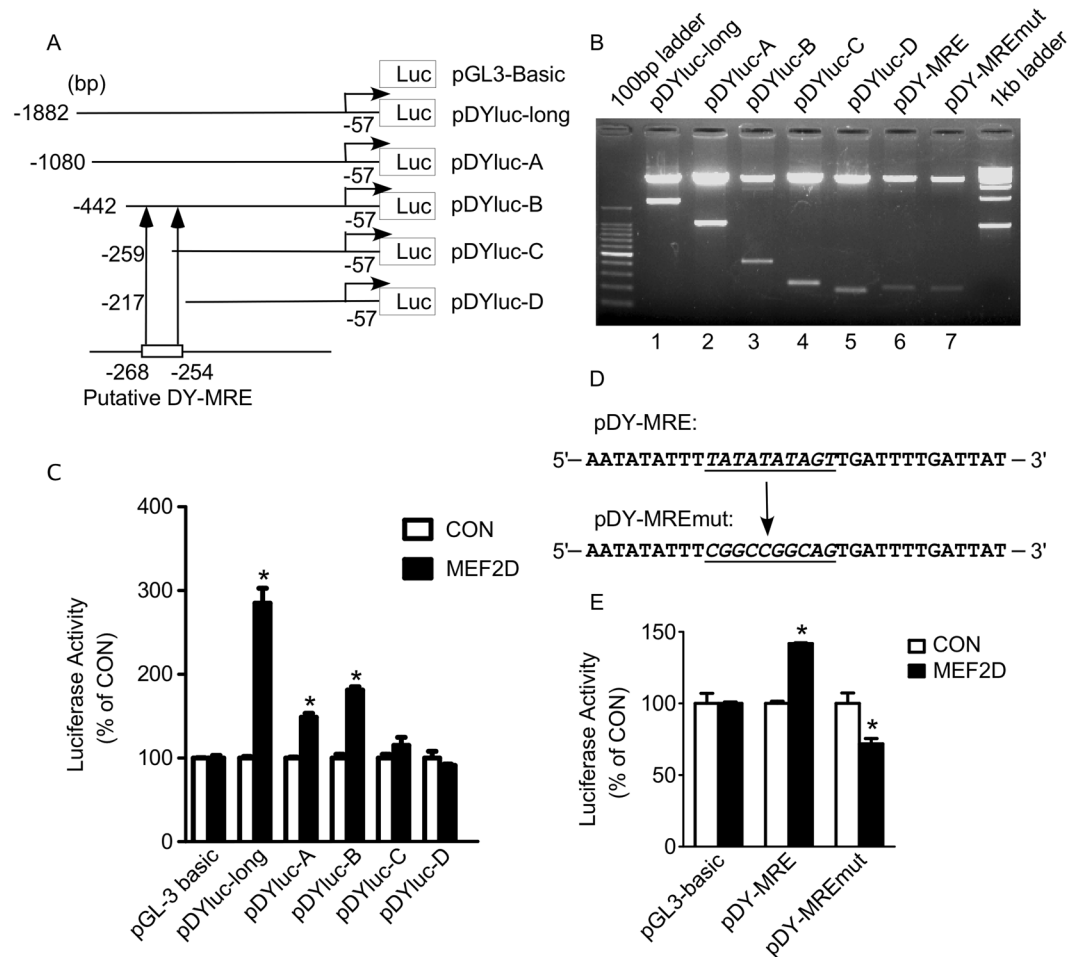 A
(bp)
Luc pGL3-Basic
-1882 -57 Luc pDYluc-long
-1080 -57 Luc pDYluc-A
-442 -57 Luc pDYluc-B
-259 -57 Luc pDYluc-C
-217 -57 Luc pDYluc-D
-268 -254
Putative DY-MRE
B
100bp ladder
pDYluc-long
pDYluc-A
pDYluc-B
pDYluc-C
pDYluc-D
pDY-MRE
pDY-MREmut
1kb ladder
1 2 3 4 5 6 7
C
Luciferase Activity
(% of CON)
400
300
200
100
0
CON
MEF2D
* * *
pGL-3 basic
pDYluc-long
pDYluc-A
pDYluc-B
pDYluc-C
pDYluc-D
D
pDY-MRE:
5'– AATATATTTTATATATAGTTGATTTTGATTAT – 3'
pDY-MREmut:
5'– AATATATTTCGGCCGGCAGTGATTTTGATTAT – 3'
E
Luciferase Activity
(% of CON)
150
100
50
0
CON
MEF2D
* *
pGL3-basic
pDY-MRE
pDY-MREmut